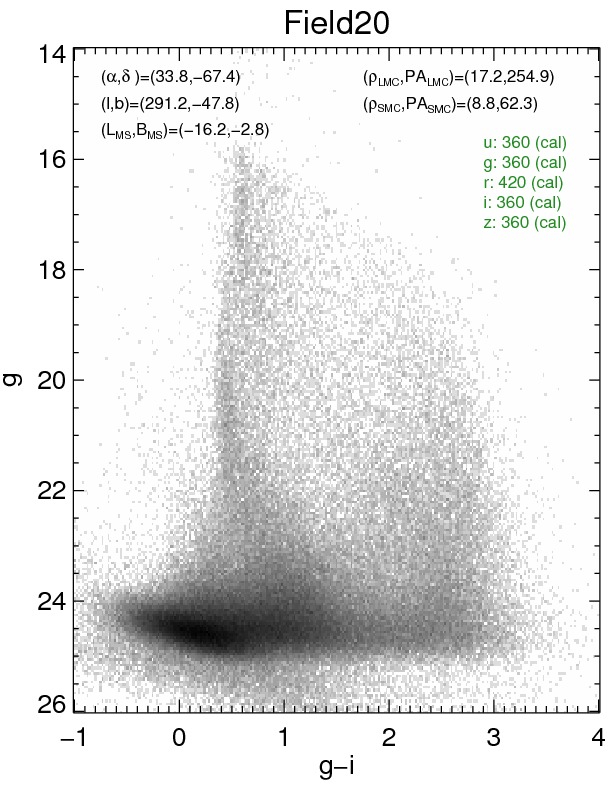 Field20
(α,δ)=(33.8,−67.4)
(ρLMC,PALMC)=(17.2,254.9)
(l,b)=(291.2,−47.8)
(ρSMC,PASMC)=(8.8,62.3)
(LMS,BMS)=(−16.2,−2.8)
u: 360 (cal)
g: 360 (cal)
r: 420 (cal)
i: 360 (cal)
z: 360 (cal)
14
16
18
20
22
24
26
g
−1 0 1 2 3 4
g−i